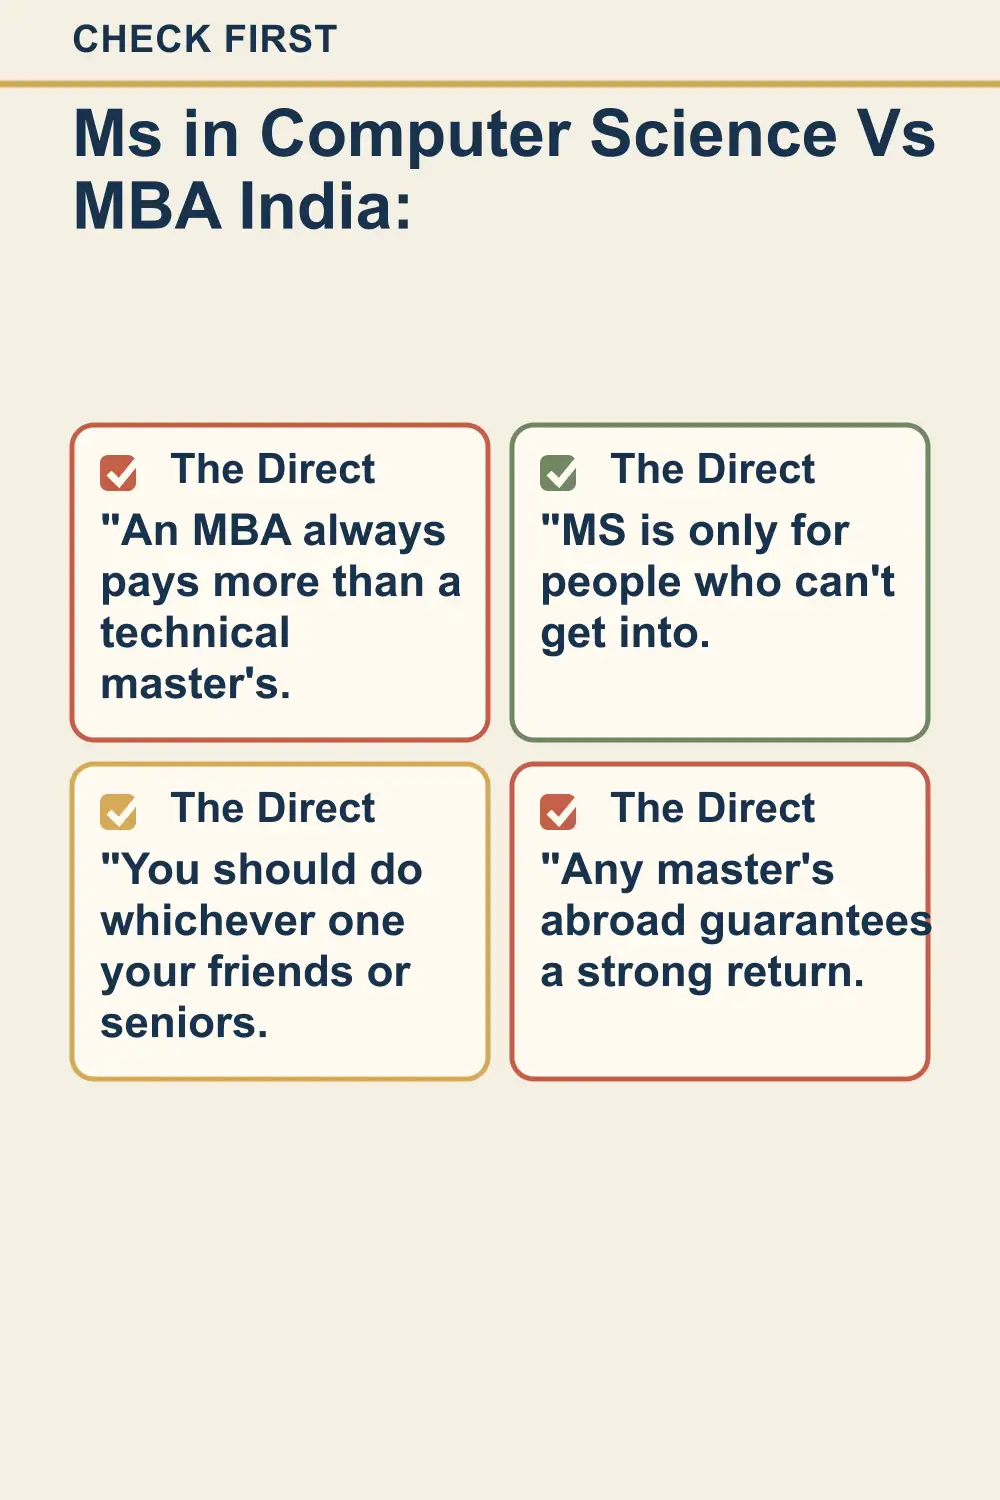 CHECK FIRST
Ms in Computer Science Vs
MBA India:
The Direct
"An MBA always
pays more than a
technical
master's.
The Direct
"MS is only for
people who can't
get into.
The Direct
"You should do
whichever one
your friends or
seniors.
The Direct
"Any master's
abroad guarantees
a strong return.